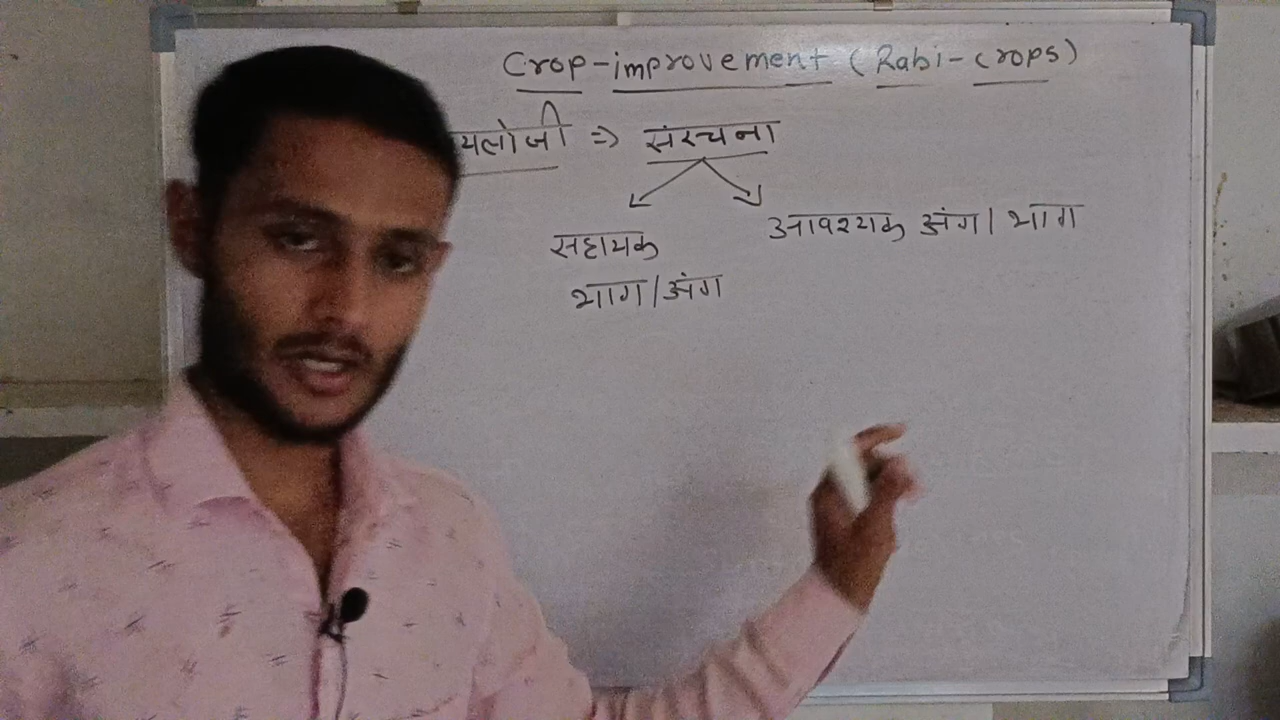 Crop-improvement (Rabi-crops)
यलोजी => संरचना
सहायक
भाग/अंग
आवश्यक अंग/भाग